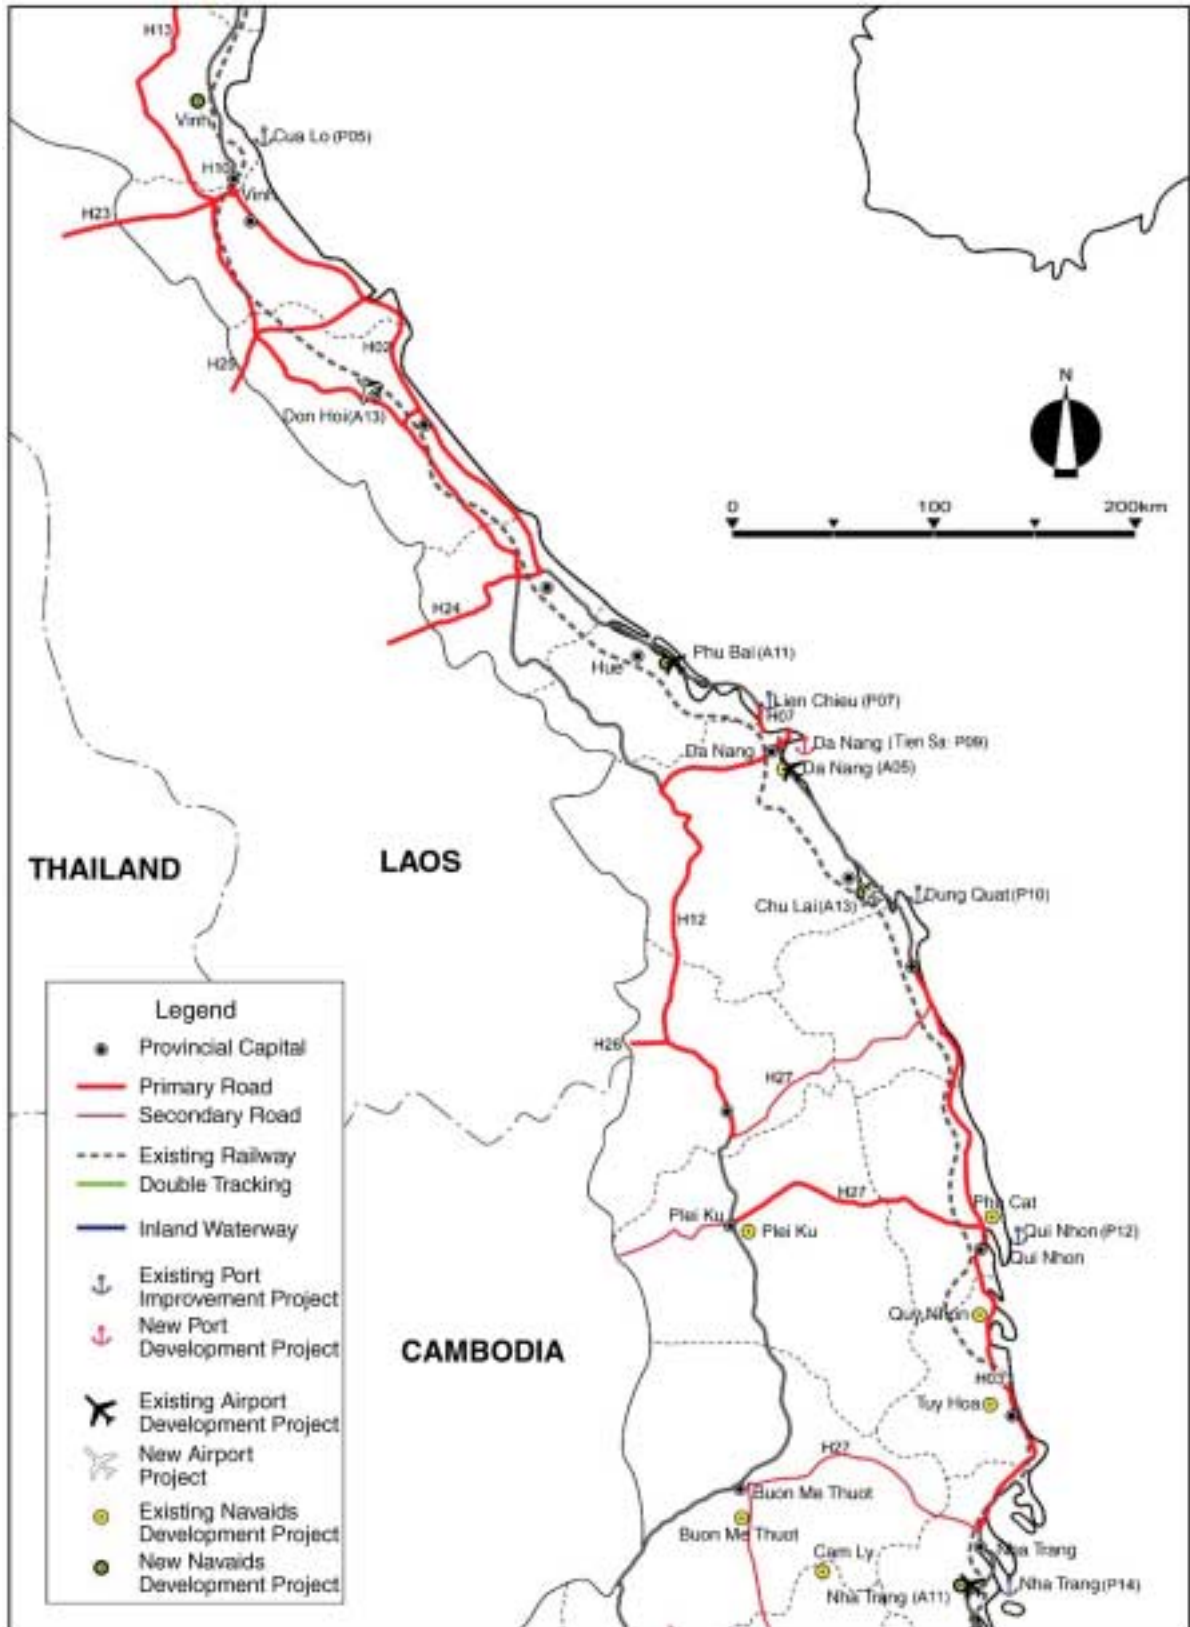 H13
Vinh
Cua Lo (P05)
H10
Vinh
H23
H02
H25
Don Hoi(A13)
N
0 100 200km
H24
Hue
Phu Bai (A11)
Lien Chieu (P07)
H07
Da Nang
Da Nang (Tien Sa: P09)
Da Nang (A05)
THAILAND
LAOS
Chu Lai(A13)
Dung Quat(P10)
H12
H26
H27
Legend
Provincial Capital
Primary Road
Secondary Road
Existing Railway
Double Tracking
Inland Waterway
Existing Port
Improvement Project
New Port
Development Project
Existing Airport
Development Project
New Airport
Project
Existing Navaids
Development Project
New Navaids
Development Project
H27
Phu Cat
Plei Ku
Plei Ku
Qui Nhon (P12)
Qui Nhon
Quy Nhon
CAMBODIA
H03
Tuy Hoa
H27
Buon Me Thuot
Buon Me Thuot
Nha Trang
Cam Ly
Nha Trang (A11)
Nha Trang(P14)